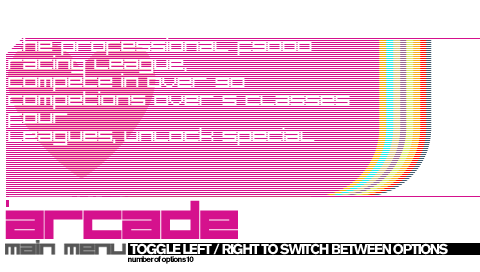 the professional f9000
racing league,
compete in over 90
competions over 5 classes
four
leagues, unlock special
arcade
main menu
TOGGLE LEFT / RIGHT TO SWITCH BETWEEN OPTIONS
number of options10